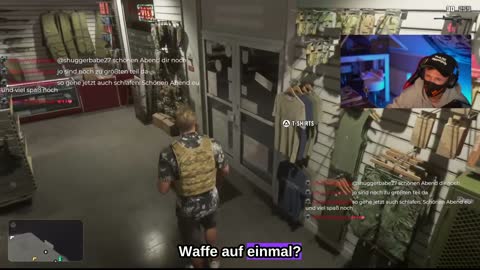 @shuggerbabe27 schönen Abend dir noch
jo sind noch zu größten teil da
so gehe jetzt auch schlafen. Schönen Abend eu
und viel spaß noch
T-SHIRTS
@shuggerbabe27 schönen Abend dir noch
jo sind noch zu größten teil da
so gehe jetzt auch schlafen. Schönen Abend eu
und viel spaß noch
Waffe auf einmal?